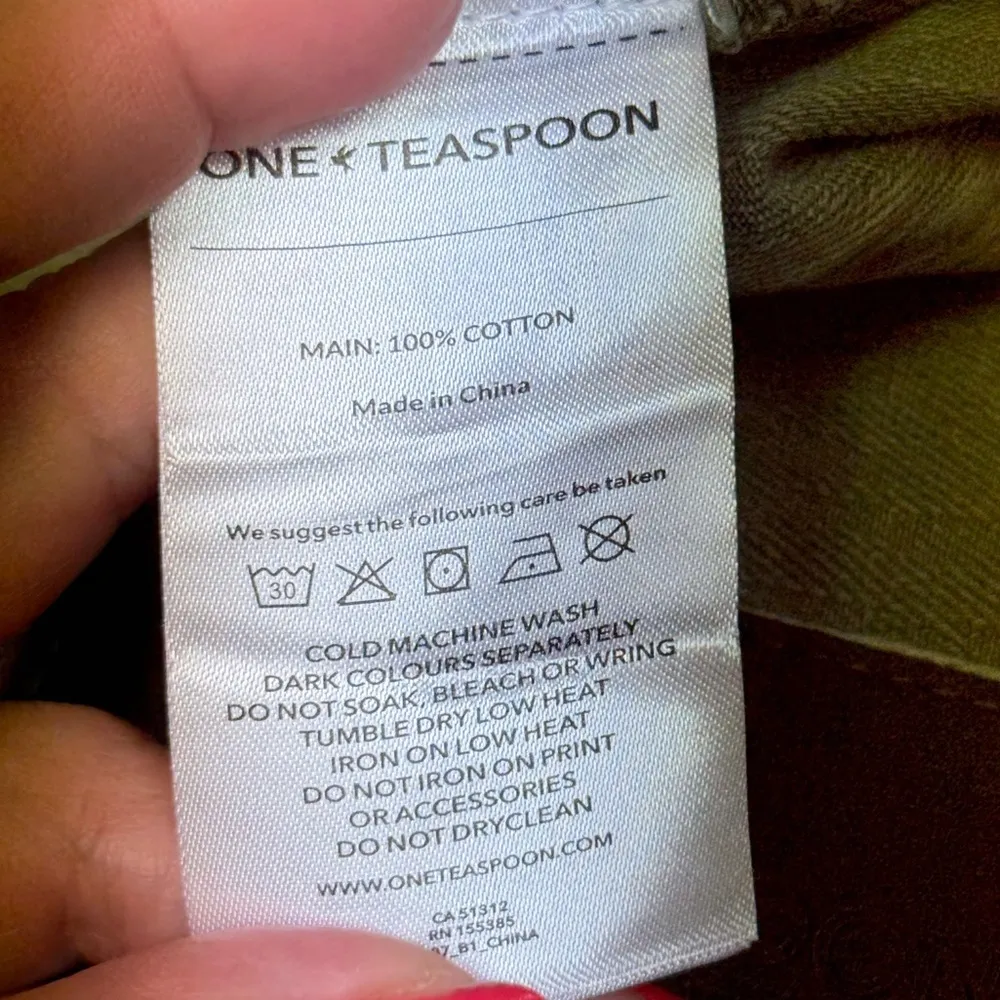 ONE TEASPOON
MAIN: 100% COTTON
Made in China
We suggest the following care be taken
30
COLD MACHINE WASH
DARK COLOURS SEPARATELY
DO NOT SOAK, BLEACH OR WRING
TUMBLE DRY LOW HEAT
IRON ON LOW HEAT
DO NOT IRON ON PRINT
OR ACCESSORIES
DO NOT DRYCLEAN
WWW.ONETEASPOON.COM
CA 51312
RN 155385
7_B1_CHINA